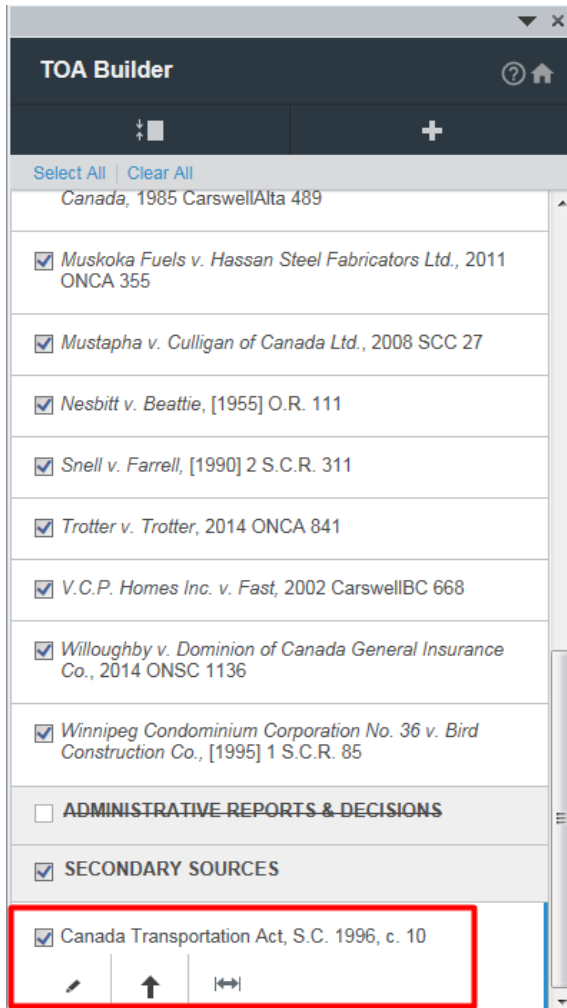 TOA Builder
Select All | Clear All
Canada, 1985 CarswellAlta 489
Muskoka Fuels v. Hassan Steel Fabricators Ltd., 2011
ONCA 355
Mustapha v. Culligan of Canada Ltd., 2008 SCC 27
Nesbitt v. Beattie, [1955] O.R. 111
Snell v. Farrell, [1990] 2 S.C.R. 311
Trotter v. Trotter, 2014 ONCA 841
V.C.P. Homes Inc. v. Fast, 2002 CarswellBC 668
Willoughby v. Dominion of Canada General Insurance
Co., 2014 ONSC 1136
Winnipeg Condominium Corporation No. 36 v. Bird
Construction Co., [1995] 1 S.C.R. 85
ADMINISTRATIVE REPORTS & DECISIONS
SECONDARY SOURCES
Canada Transportation Act, S.C. 1996, c. 10